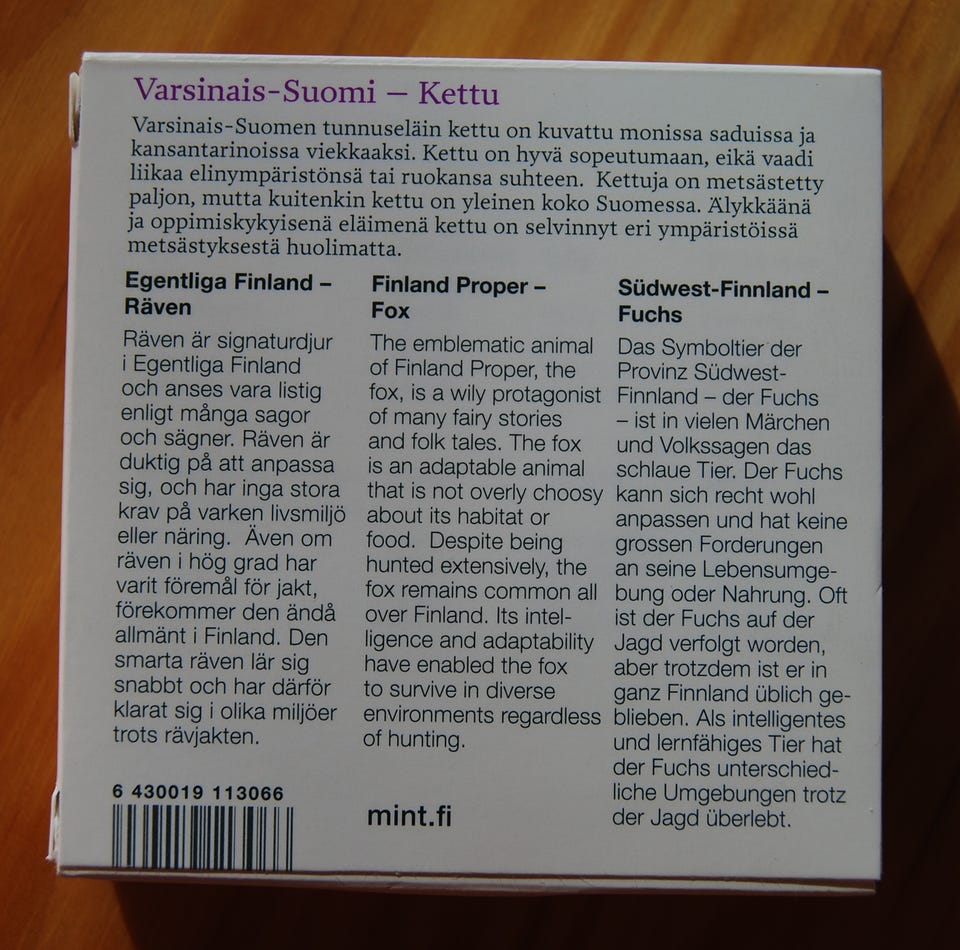 Varsinais-Suomi – Kettu
Varsinais-Suomen tunnuseläin kettu on kuvattu monissa saduissa ja
kansantarinoissa viekkaaksi. Kettu on hyvä sopeutumaan, eikä vaadi
liikaa elinympäristönsä tai ruokansa suhteen. Kettuja on metsästetty
paljon, mutta kuitenkin kettu on yleinen koko Suomessa. Älykkäänä
ja oppimiskykyisenä eläimenä kettu on selvinnyt eri ympäristöissä
metsästyksestä huolimatta.
Egentliga Finland –
Räven
Räven är signaturdjur
i Egentliga Finland
och anses vara listig
enligt många sagor
och sägner. Räven är
duktig på att anpassa
sig, och har inga stora
krav på varken livsmiljö
eller näring. Även om
räven i hög grad har
varit föremål för jakt,
förekommer den ändå
allmänt i Finland. Den
smarta räven lär sig
snabbt och har därför
klarat sig i olika miljöer
trots rävjakten.
Finland Proper –
Fox
The emblematic animal
of Finland Proper, the
fox, is a wily protagonist
of many fairy stories
and folk tales. The fox
is an adaptable animal
that is not overly choosy
about its habitat or
food. Despite being
hunted extensively, the
fox remains common all
over Finland. Its intel-
ligence and adaptability
have enabled the fox
to survive in diverse
environments regardless
of hunting.
Südwest-Finnland –
Fuchs
Das Symboltier der
Provinz Südwest-
Finnland – der Fuchs
– ist in vielen Märchen
und Volkssagen das
schlaue Tier. Der Fuchs
kann sich recht wohl
anpassen und hat keine
grossen Forderungen
an seine Lebensumge-
bung oder Nahrung. Oft
ist der Fuchs auf der
Jagd verfolgt worden,
aber trotzdem ist er in
ganz Finnland üblich ge-
blieben. Als intelligentes
und lernfähiges Tier hat
der Fuchs unterschied-
liche Umgebungen trotz
der Jagd überlebt.
6 430019 113066
mint.fi